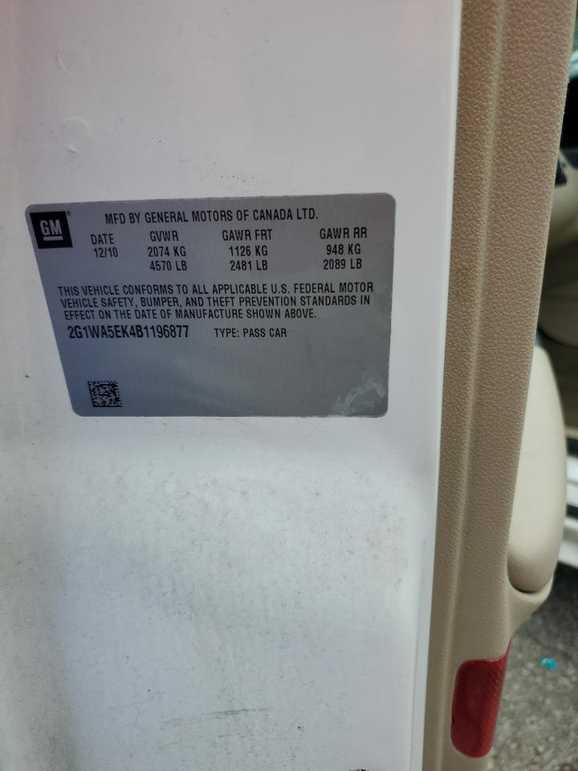 GM
MFD BY GENERAL MOTORS OF CANADA LTD.
DATE GVWR GAWR FRT GAWR RR
12/10 2074 KG 1126 KG 948 KG
4570 LB 2481 LB 2089 LB
THIS VEHICLE CONFORMS TO ALL APPLICABLE U.S. FEDERAL MOTOR
VEHICLE SAFETY, BUMPER, AND THEFT PREVENTION STANDARDS IN
EFFECT ON THE DATE OF MANUFACTURE SHOWN ABOVE.
2G1WA5EK4B1196877 TYPE: PASS CAR